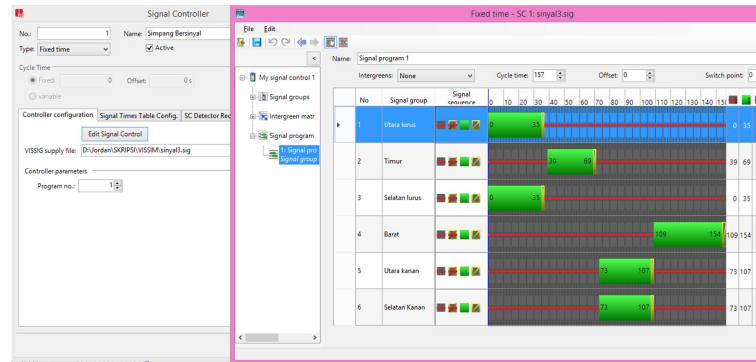 Signal Controller
No.: 1 Name: Simpang Bersinyal
Type: Fixed time Active
Cycle Time
Fixed: 0 Offset: 0 s
variable
Controller configuration Signal Times Table Config. SC Detector Rec
Edit Signal Control
VISSIG supply file: D:\Jordan\SKRIPSI\VISSIM\sinyal3.sig
Controller parameters
Program no.: 1
Fixed time - SC 1: sinyal3.sig
File Edit
<
My signal control 1
Signal groups
Intergreen matr
Signal program
1: Signal pro
Signal group
< >
Name: Signal program 1
Intergreens: None Cycle time: 157 Offset: 0 Switch point: 0
No Signal group Signal sequence 0 10 20 30 40 50 60 70 80 90 100 110 120 130 140 150
1 Utara lurus 0 35 0 35
2 Timur 39 69 39 69
3 Selatan lurus 0 35 0 35
4 Barat 109 154 109 154
5 Utara kanan 73 107 73 107
6 Selatan Kanan 73 107 73 107